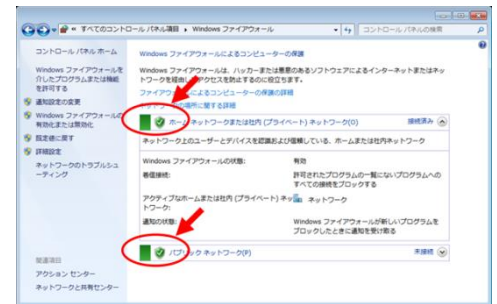 すべてのコントロール パネル項目 ▸ Windows ファイアウォール
コントロール パネルの検索
コントロール パネル ホーム
Windows ファイアウォールを介したプログラムまたは機能を許可する
通知設定の変更
Windows ファイアウォールの有効化または無効化
既定値に戻す
詳細設定
ネットワークのトラブルシューティング
関連項目
アクション センター
ネットワークと共有センター
Windows ファイアウォールによるコンピューターの保護
Windows ファイアウォールは、ハッカーまたは悪意のあるソフトウェアによるインターネットまたはネットワークを経由したアクセスを防止するのに役立ちます。
ファイアウォールによるコンピューターの保護の詳細
ネットワークの場所に関する詳細
ホーム ネットワークまたは社内 (プライベート) ネットワーク(O)
接続済み
ネットワーク上のユーザーとデバイスを認識および信頼している、ホームまたは社内ネットワーク
Windows ファイアウォールの状態:
有効
着信接続:
許可されたプログラムの一覧にないプログラムへの
すべての接続をブロックする
アクティブなホームまたは社内 (プライベート) ネットワーク:
ネットワーク
通知の状態:
Windows ファイアウォールが新しいプログラムを
ブロックしたときに通知を受け取る
パブリック ネットワーク(P)
未接続